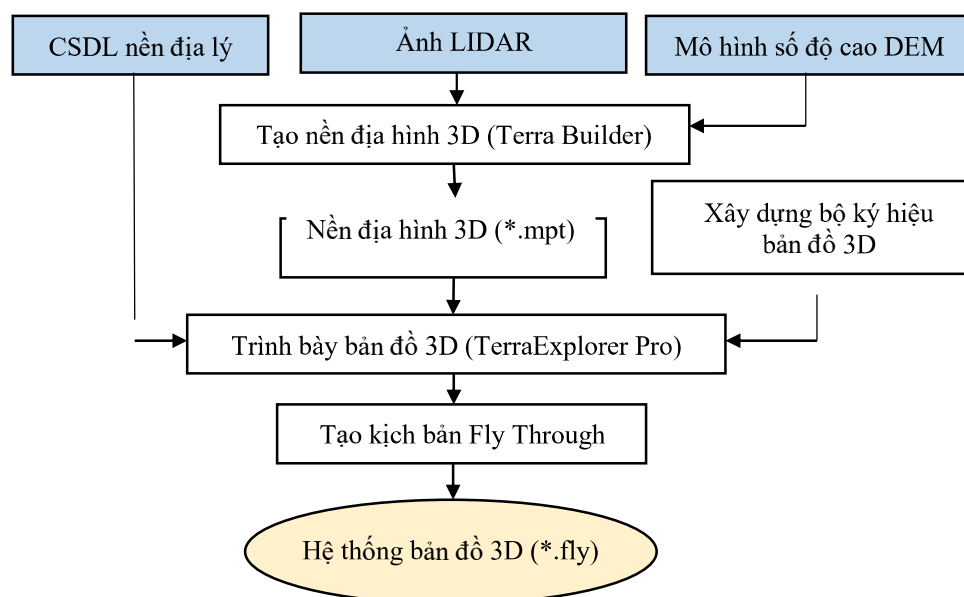 CSDL nền địa lý
Ảnh LIDAR
Mô hình số độ cao DEM
Tạo nền địa hình 3D (Terra Builder)
Nền địa hình 3D (*.mpt)
Xây dựng bộ ký hiệu
bản đồ 3D
Trình bày bản đồ 3D (TerraExplorer Pro)
Tạo kịch bản Fly Through
Hệ thống bản đồ 3D (*.fly)